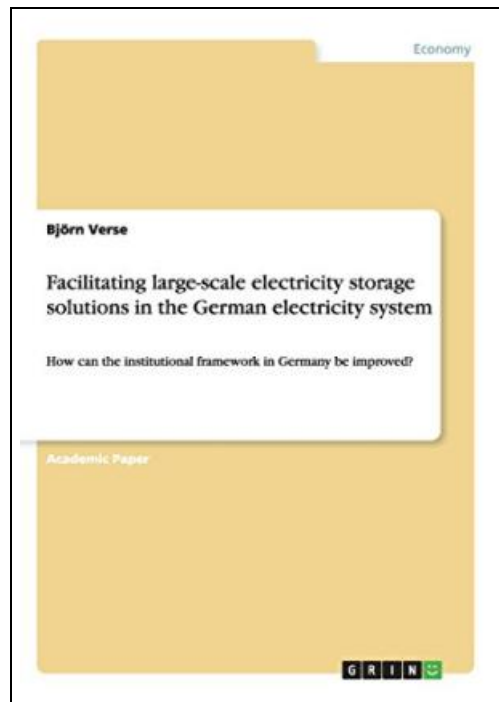 Economy
Björn Verse
Facilitating large-scale electricity storage
solutions in the German electricity system
How can the institutional framework in Germany be improved?
Academic Paper
GRIN